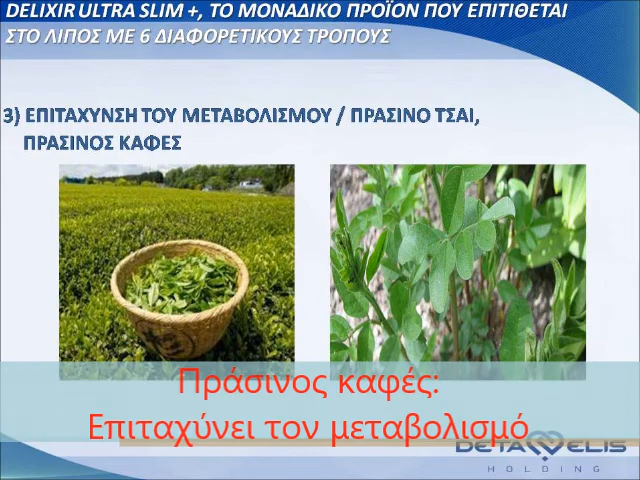 DELIXIR ULTRA SLIM +, ΤΟ ΜΟΝΑΔΙΚΟ ΠΡΟΪΟΝ ΠΟΥ ΕΠΙΤΙΘΕΤΑΙ
ΣΤΟ ΛΙΠΟΣ ΜΕ 6 ΔΙΑΦΟΡΕΤΙΚΟΥΣ ΤΡΟΠΟΥΣ
3) ΕΠΙΤΑΧΥΝΣΗ ΤΟΥ ΜΕΤΑΒΟΛΙΣΜΟΥ / ΠΡΑΣΙΝΟ ΤΣΑΙ,
ΠΡΑΣΙΝΟΣ ΚΑΦΕΣ
Πράσινος καφές:
Επιταχύνει τον μεταβολισμό
DETAVELIS
HOLDING